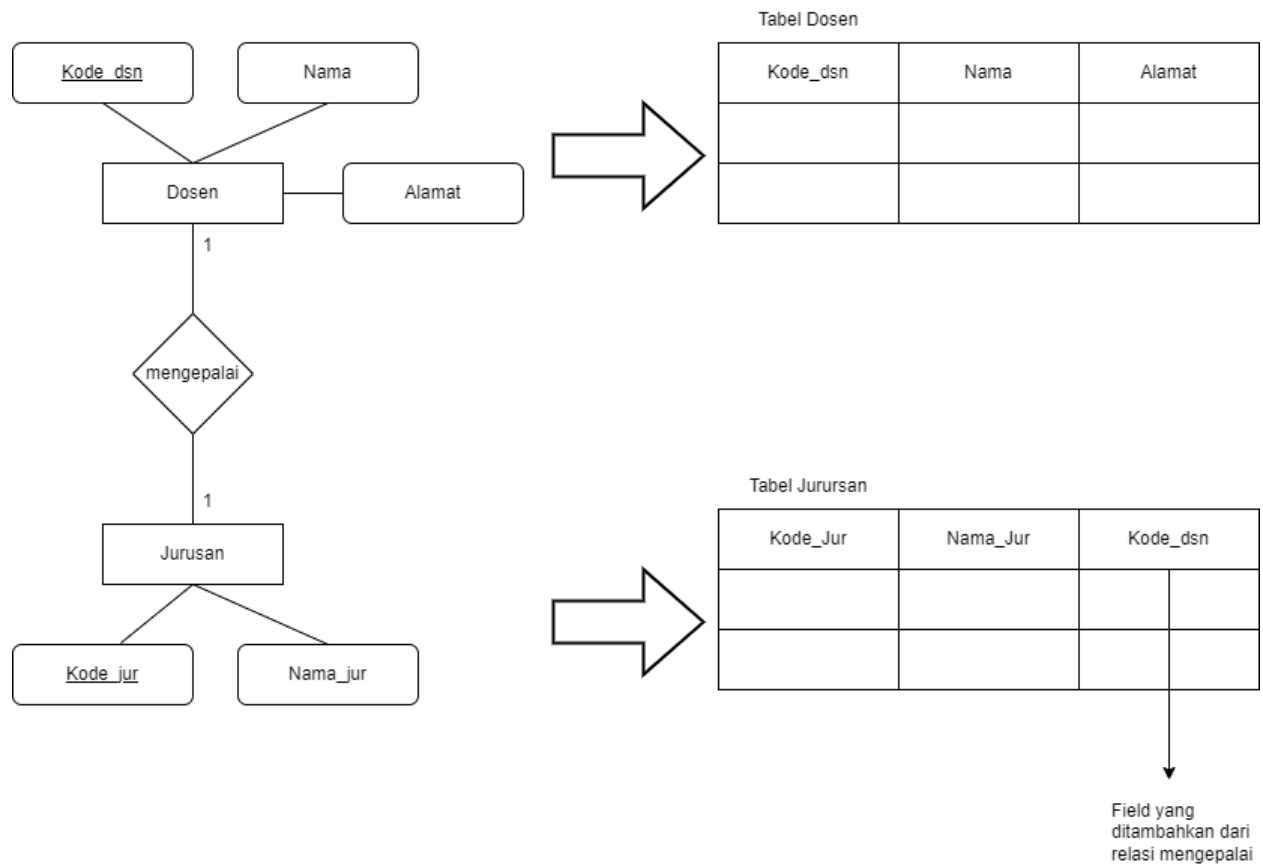 Tabel Dosen
Kode_dsn
Nama
Kode_dsn
Nama
Alamat
Dosen
Alamat
1
mengepalai
1
Tabel Jurursan
Jurusan
Kode_Jur
Nama_Jur
Kode_dsn
Kode_jur
Nama_jur
Field yang
ditambahkan dari
relasi mengepalai